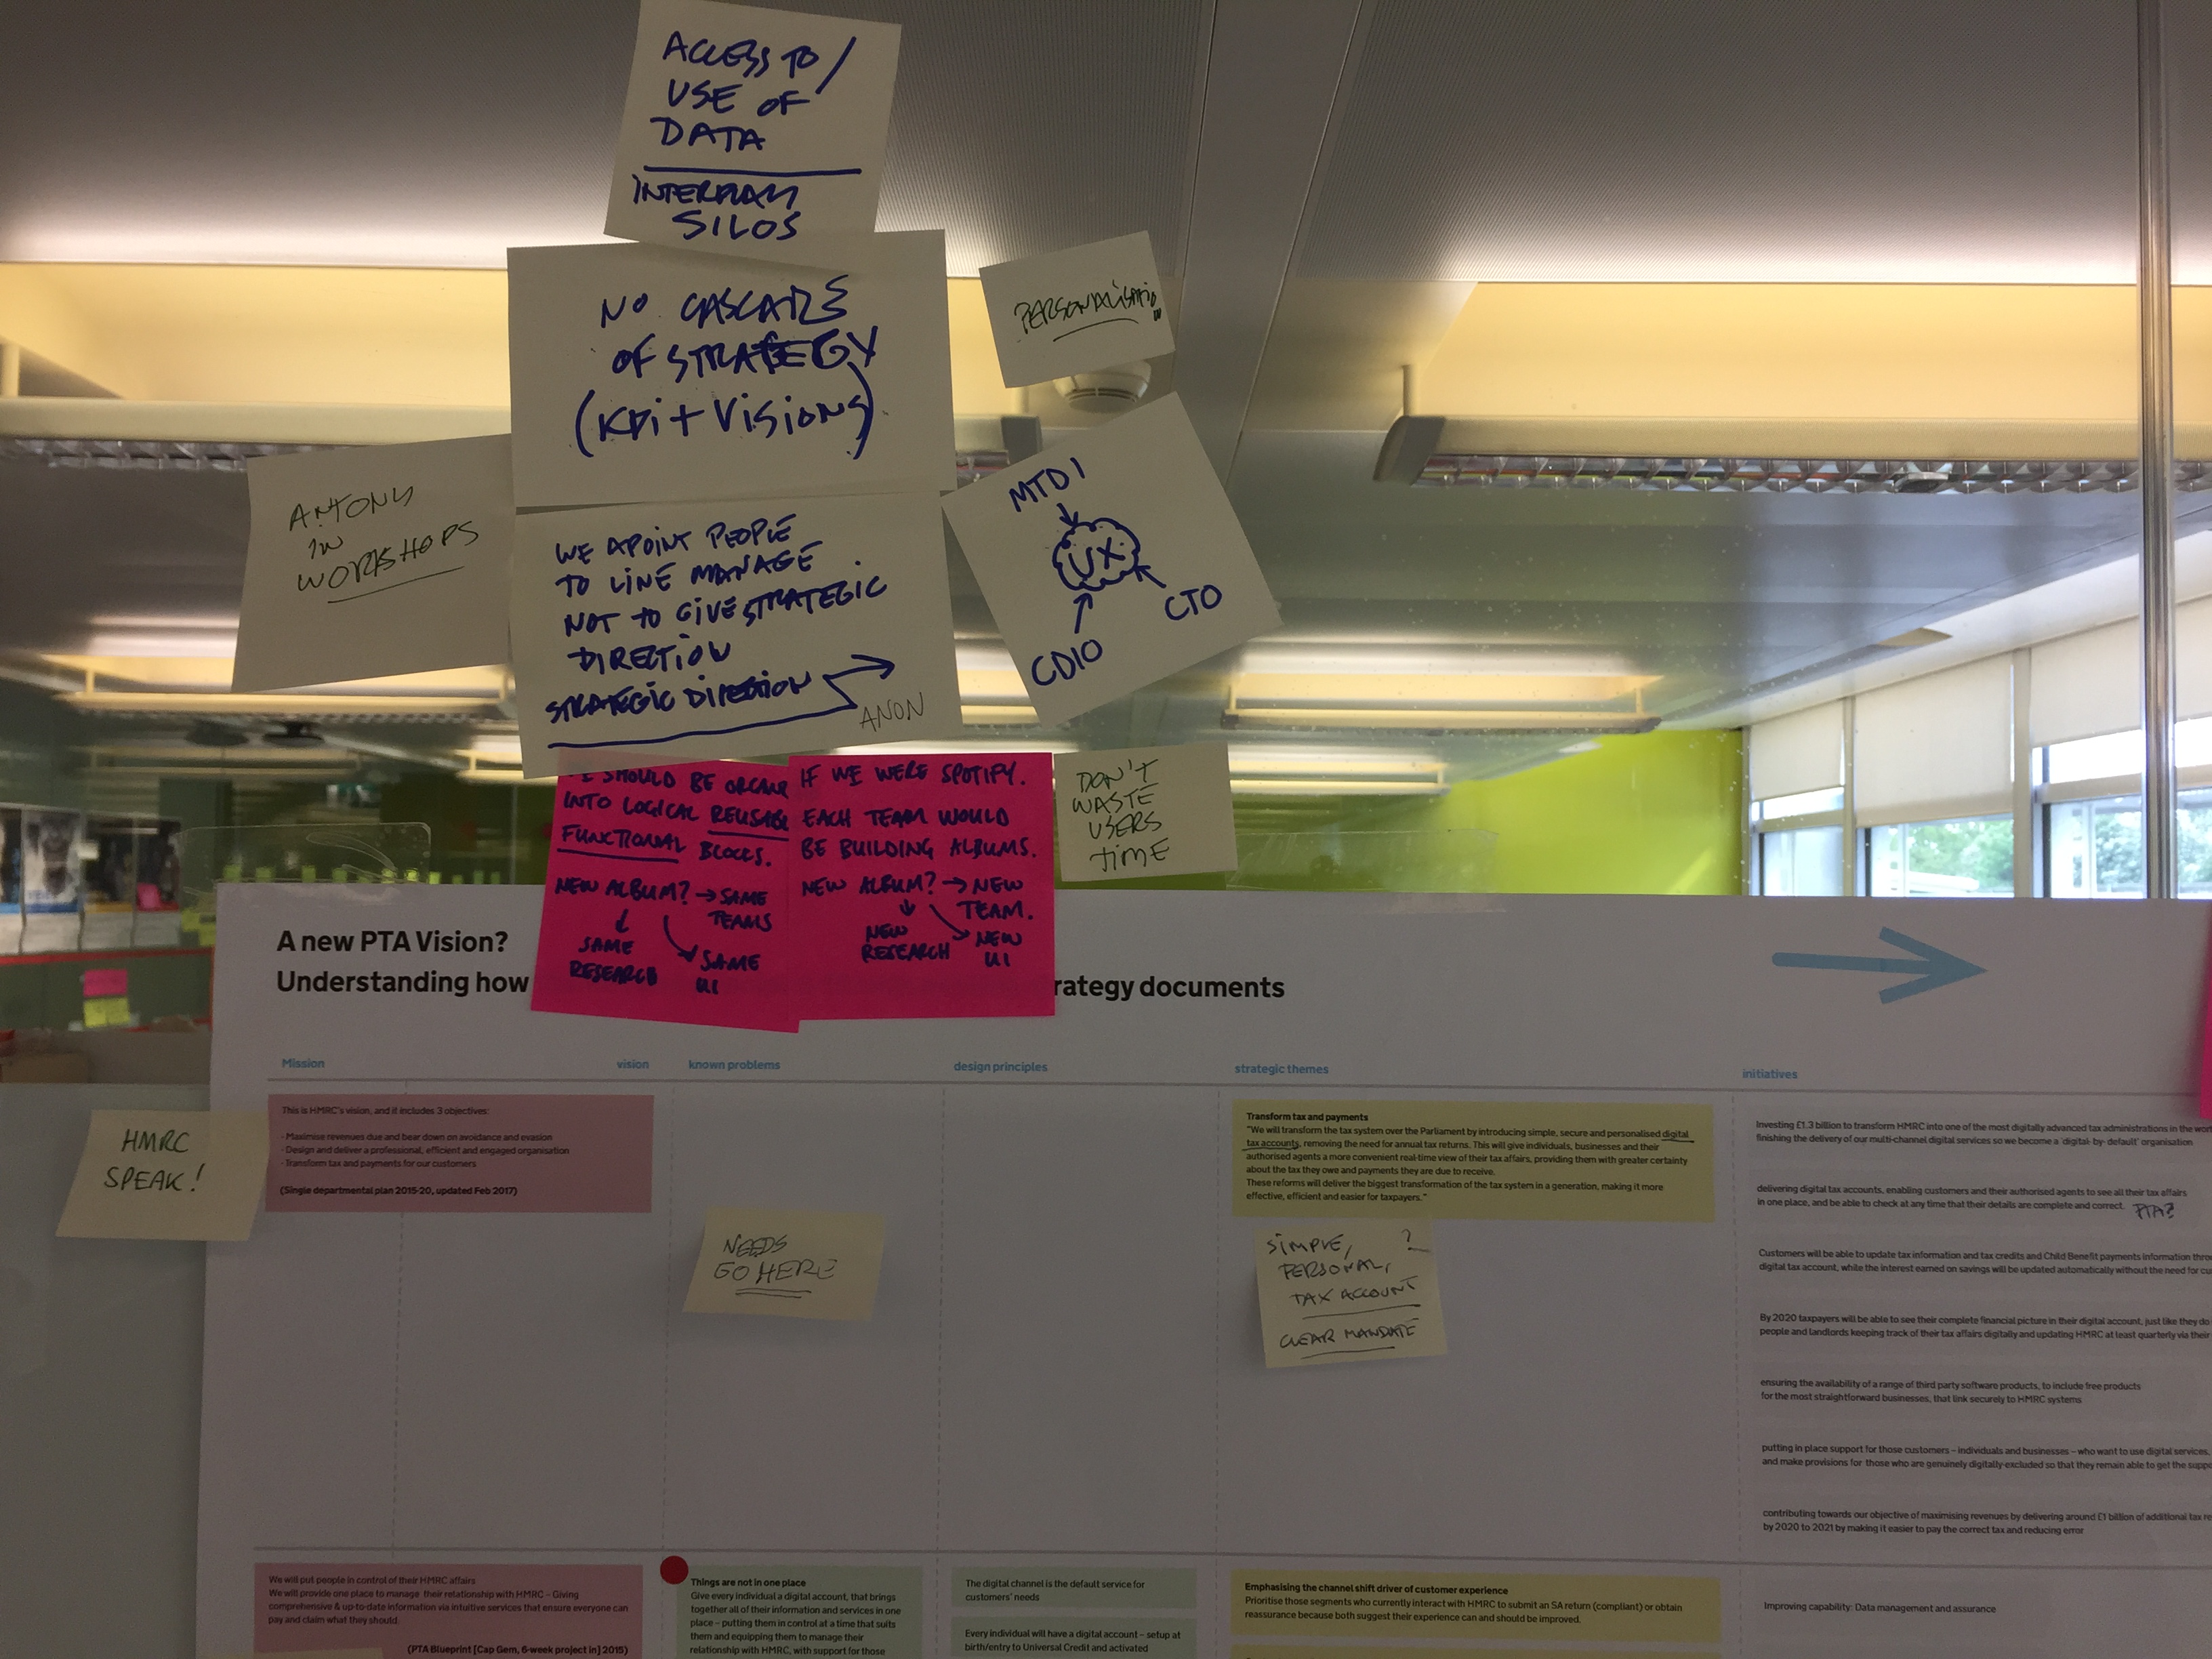 ACCESS TO /
USE OF
DATA
SILOS
NO CASCADE
OF STRATEGY
(KPi + VISIONS)
PERSONALISATIO
ANTONY
IN
WORKSHOPS
WE APOINT PEOPLE
TO LINE MANAGE
NOT TO GIVE STRATEGIC
DIRECTION
STRATEGIC DIRECTION
ANON
MTDI
UX
CTO
CDIO
SHOULD BE
INTO LOGICAL
FUNCTIONAL BLOCKS.
NEW ALBUM? → SAME
TEAMS
SAME
RESEARCH
SAME
UI
IF WE WERE SPOTIFY.
EACH TEAM WOULD
BE BUILDING ALBUMS.
NEW ALBUM? → NEW
TEAM.
NEW
RESEARCH
NEW
UI
DON'T
WASTE
USERS
TIME
A new PTA Vision?
Understanding how
rategy documents
Mission
vision
known problems
design principles
strategic themes
initiatives
HMRC
SPEAK!
This is HMRC's vision, and it includes 3 objectives:
- Maximise revenues due and bear down on avoidance and evasion
- Design and deliver a professional, efficient and engaged organisation
- Transform tax and payments for our customers
(Single departmental plan 2015-20, updated Feb 2017)
NEEDS
GO HERE
Transform tax and payments
"We will transform the tax system over the Parliament by introducing simple, secure and personalised digital
tax accounts, removing the need for annual tax returns. This will give individuals, businesses and their
authorised agents a more convenient real-time view of their tax affairs, providing them with greater certainty
about the tax they owe and payments they are due to receive.
These reforms will deliver the biggest transformation of the tax system in a generation, making it more
effective, efficient and easier for taxpayers."
SIMPLE, ?
PERSONAL,
TAX ACCOUNT
CLEAR MANDATE
Investing £1.3 billion to transform HMRC into one of the most digitally advanced tax administrations in the
finishing the delivery of our multi-channel digital services so we become a 'digital-by-default' organisation
delivering digital tax accounts, enabling customers and their authorised agents to see all their tax affairs
in one place, and be able to check at any time that their details are complete and correct. PTA?
Customers will be able to update tax information and tax credits and Child Benefit payments information
digital tax account, while the interest earned on savings will be updated automatically without the need for
By 2020 taxpayers will be able to see their complete financial picture in their digital account, just like they do
people and landlords keeping track of their tax affairs digitally and updating HMRC at least quarterly via their
ensuring the availability of a range of third party software products, to include free products
for the most straightforward businesses, that link securely to HMRC systems
putting in place support for those customers – individuals and businesses – who want to use digital services,
and make provisions for those who are genuinely digitally-excluded so that they remain able to get the
contributing towards our objective of maximising revenues by delivering around £1 billion of additional tax
by 2020 to 2021 by making it easier to pay the correct tax and reducing error
We will put people in control of their HMRC affairs
We will provide one place to manage their relationship with HMRC – Giving
comprehensive & up-to-date information via intuitive services that ensure everyone can
pay and claim what they should.
(PTA Blueprint [Cap Gem, 6-week project in] 2015)
Things are not in one place
Give every individual a digital account, that brings
together all of their information and services in one
place – putting them in control at a time that suits
them and equipping them to manage their
relationship with HMRC, with support for those
The digital channel is the default service for
customers' needs
Every individual will have a digital account – setup at
birth/entry to Universal Credit and activated
Emphasising the channel shift driver of customer experience
Prioritise those segments who currently interact with HMRC to submit an SA return (compliant) or obtain
reassurance because both suggest their experience can and should be improved.
Improving capability: Data management and assurance